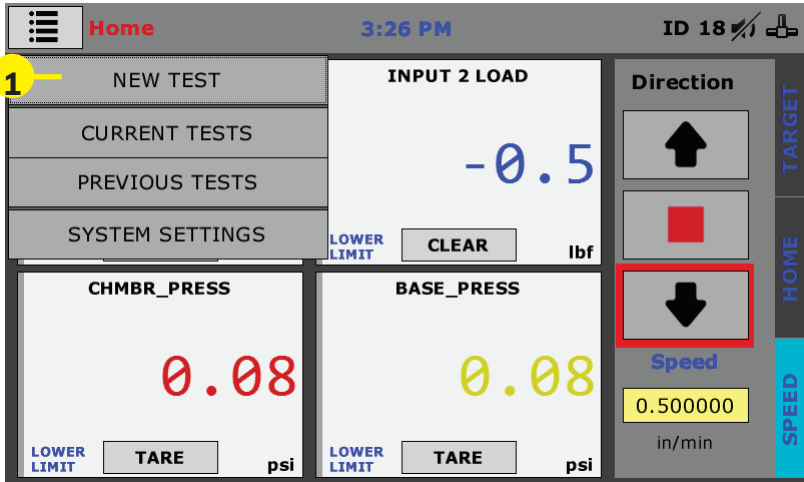 Home
3:26 PM
ID 18
1
NEW TEST
CURRENT TESTS
PREVIOUS TESTS
SYSTEM SETTINGS
INPUT 2 LOAD
-0.5
LOWER
LIMIT
CLEAR
lbf
CHMBR_PRESS
0.08
LOWER
LIMIT
TARE
psi
BASE_PRESS
0.08
LOWER
LIMIT
TARE
psi
Direction
Speed
0.500000
in/min
TARGET
HOME
SPEED